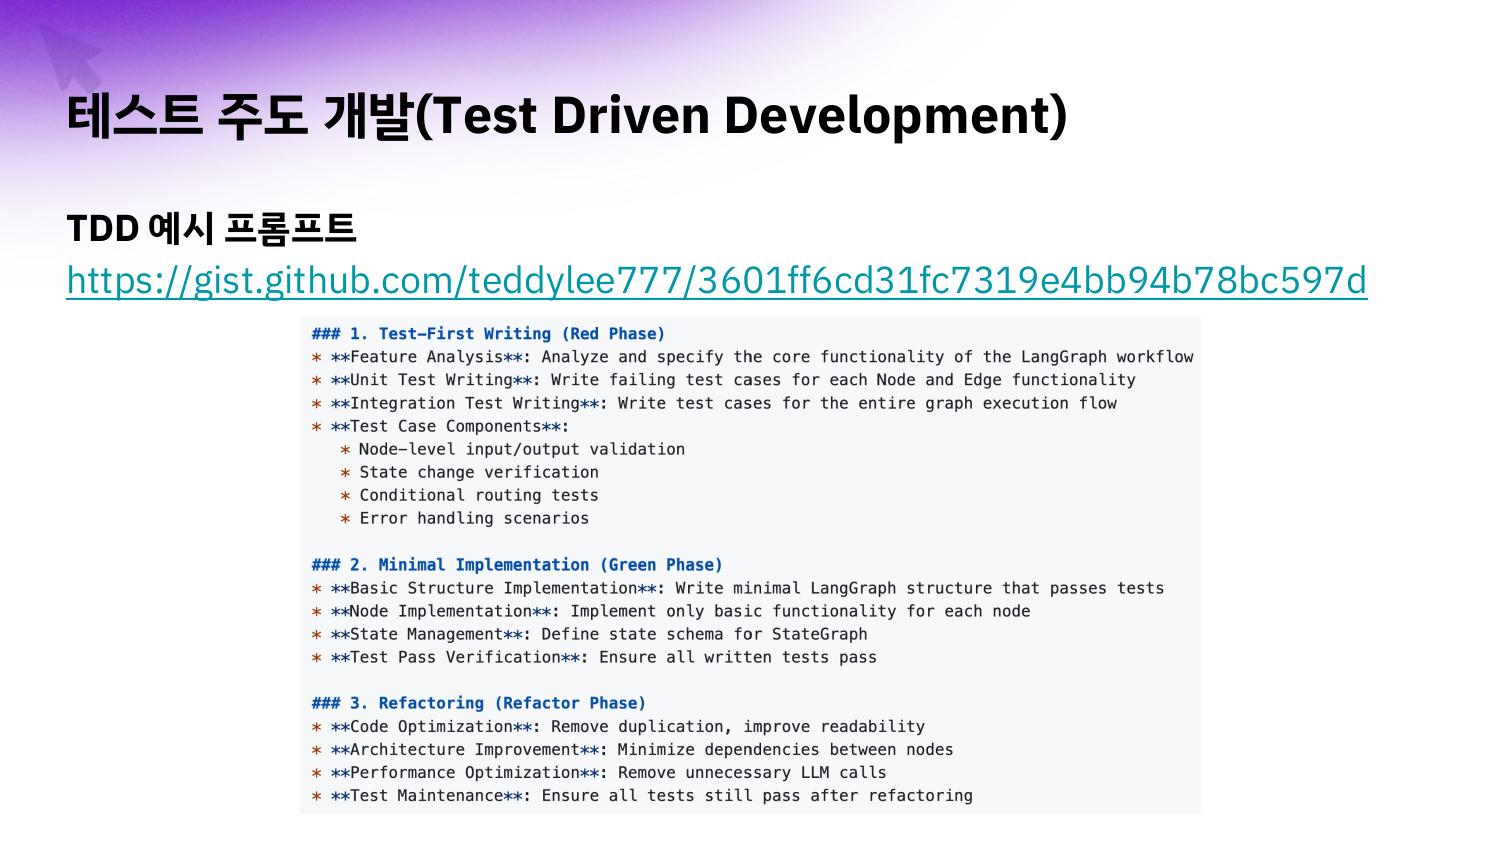 테스트 주도 개발(Test Driven Development)
TDD 예시 프롬프트
https://gist.github.com/teddylee777/3601ff6cd31fc7319e4bb94b78bc597d
### 1. Test-First Writing (Red Phase)
* **Feature Analysis**: Analyze and specify the core functionality of the LangGraph workflow
* **Unit Test Writing**: Write failing test cases for each Node and Edge functionality
* **Integration Test Writing**: Write test cases for the entire graph execution flow
* **Test Case Components**:
   * Node-level input/output validation
   * State change verification
   * Conditional routing tests
   * Error handling scenarios
### 2. Minimal Implementation (Green Phase)
* **Basic Structure Implementation**: Write minimal LangGraph structure that passes tests
* **Node Implementation**: Implement only basic functionality for each node
* **State Management**: Define state schema for StateGraph
* **Test Pass Verification**: Ensure all written tests pass
### 3. Refactoring (Refactor Phase)
* **Code Optimization**: Remove duplication, improve readability
* **Architecture Improvement**: Minimize dependencies between nodes
* **Performance Optimization**: Remove unnecessary LLM calls
* **Test Maintenance**: Ensure all tests still pass after refactoring